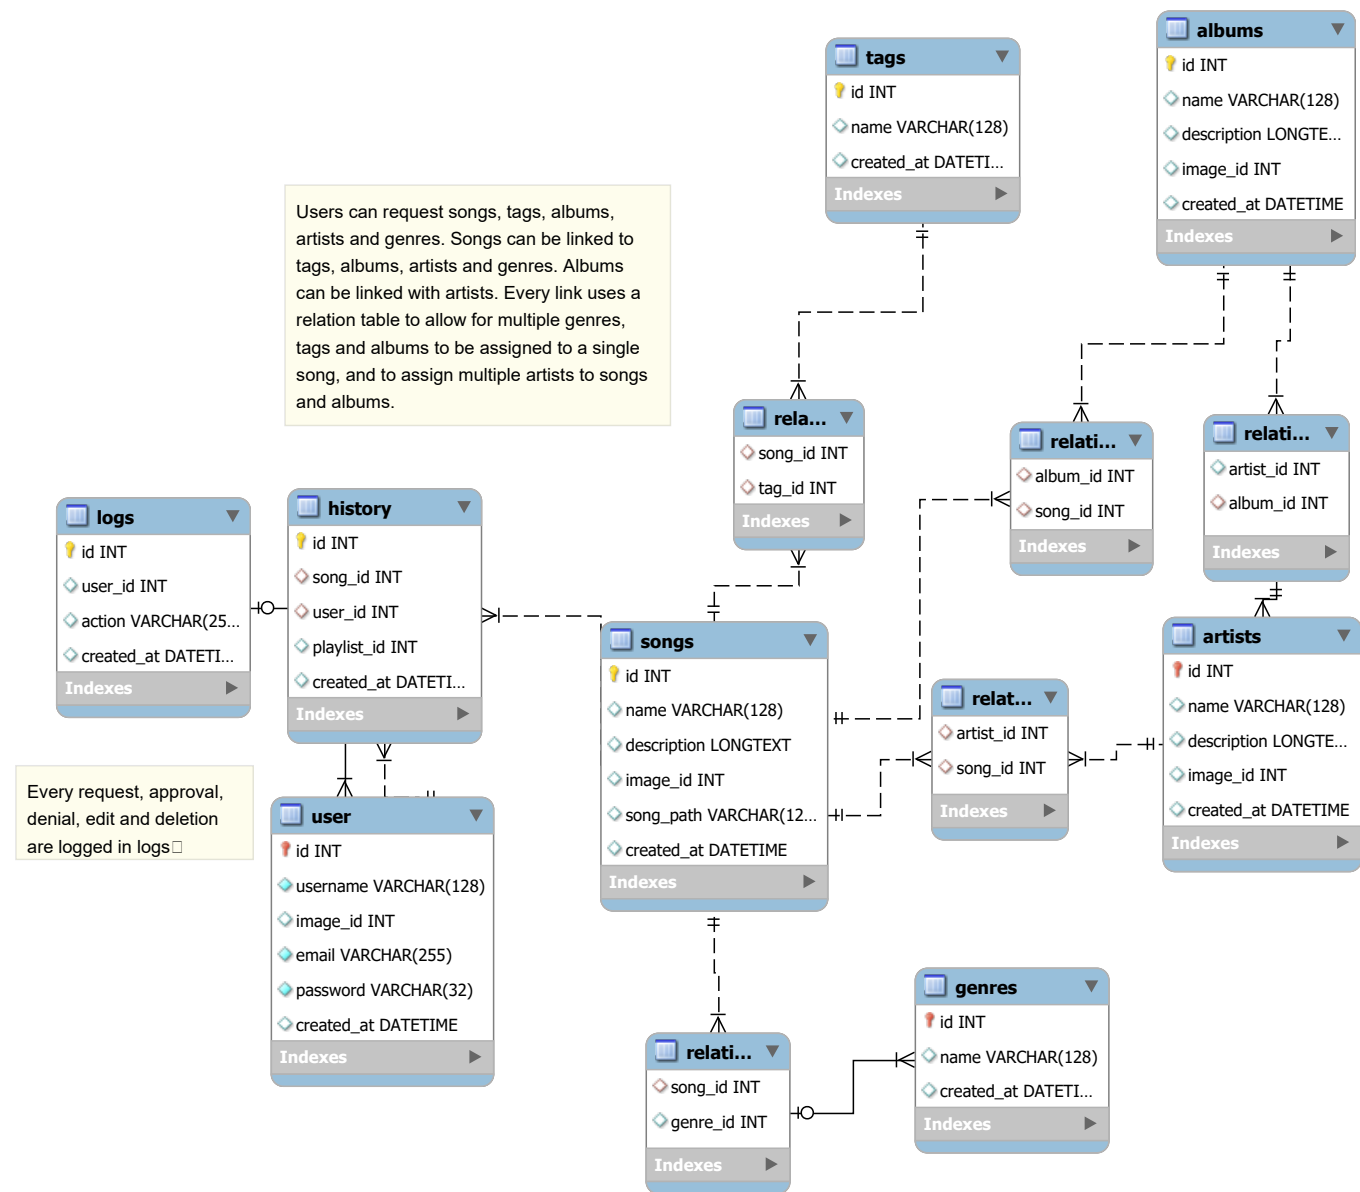 tags
id INT
name VARCHAR(128)
created_at DATETI...
Indexes
albums
id INT
name VARCHAR(128)
description LONGTE...
image_id INT
created_at DATETIME
Indexes
Users can request songs, tags, albums,
artists and genres. Songs can be linked to
tags, albums, artists and genres. Albums
can be linked with artists. Every link uses a
relation table to allow for multiple genres,
tags and albums to be assigned to a single
song, and to assign multiple artists to songs
and albums.
rela...
song_id INT
tag_id INT
Indexes
relati...
album_id INT
song_id INT
Indexes
relati...
artist_id INT
album_id INT
Indexes
logs
id INT
user_id INT
action VARCHAR(25...
created_at DATETI...
Indexes
history
id INT
song_id INT
user_id INT
playlist_id INT
created_at DATETI...
Indexes
songs
id INT
name VARCHAR(128)
description LONGTEXT
image_id INT
song_path VARCHAR(12...
created_at DATETIME
Indexes
relat...
artist_id INT
song_id INT
Indexes
artists
id INT
name VARCHAR(128)
description LONGTE...
image_id INT
created_at DATETIME
Indexes
Every request, approval,
denial, edit and deletion
are logged in logs□
user
id INT
username VARCHAR(128)
image_id INT
email VARCHAR(255)
password VARCHAR(32)
created_at DATETIME
Indexes
relati...
song_id INT
genre_id INT
Indexes
genres
id INT
name VARCHAR(128)
created_at DATETI...
Indexes